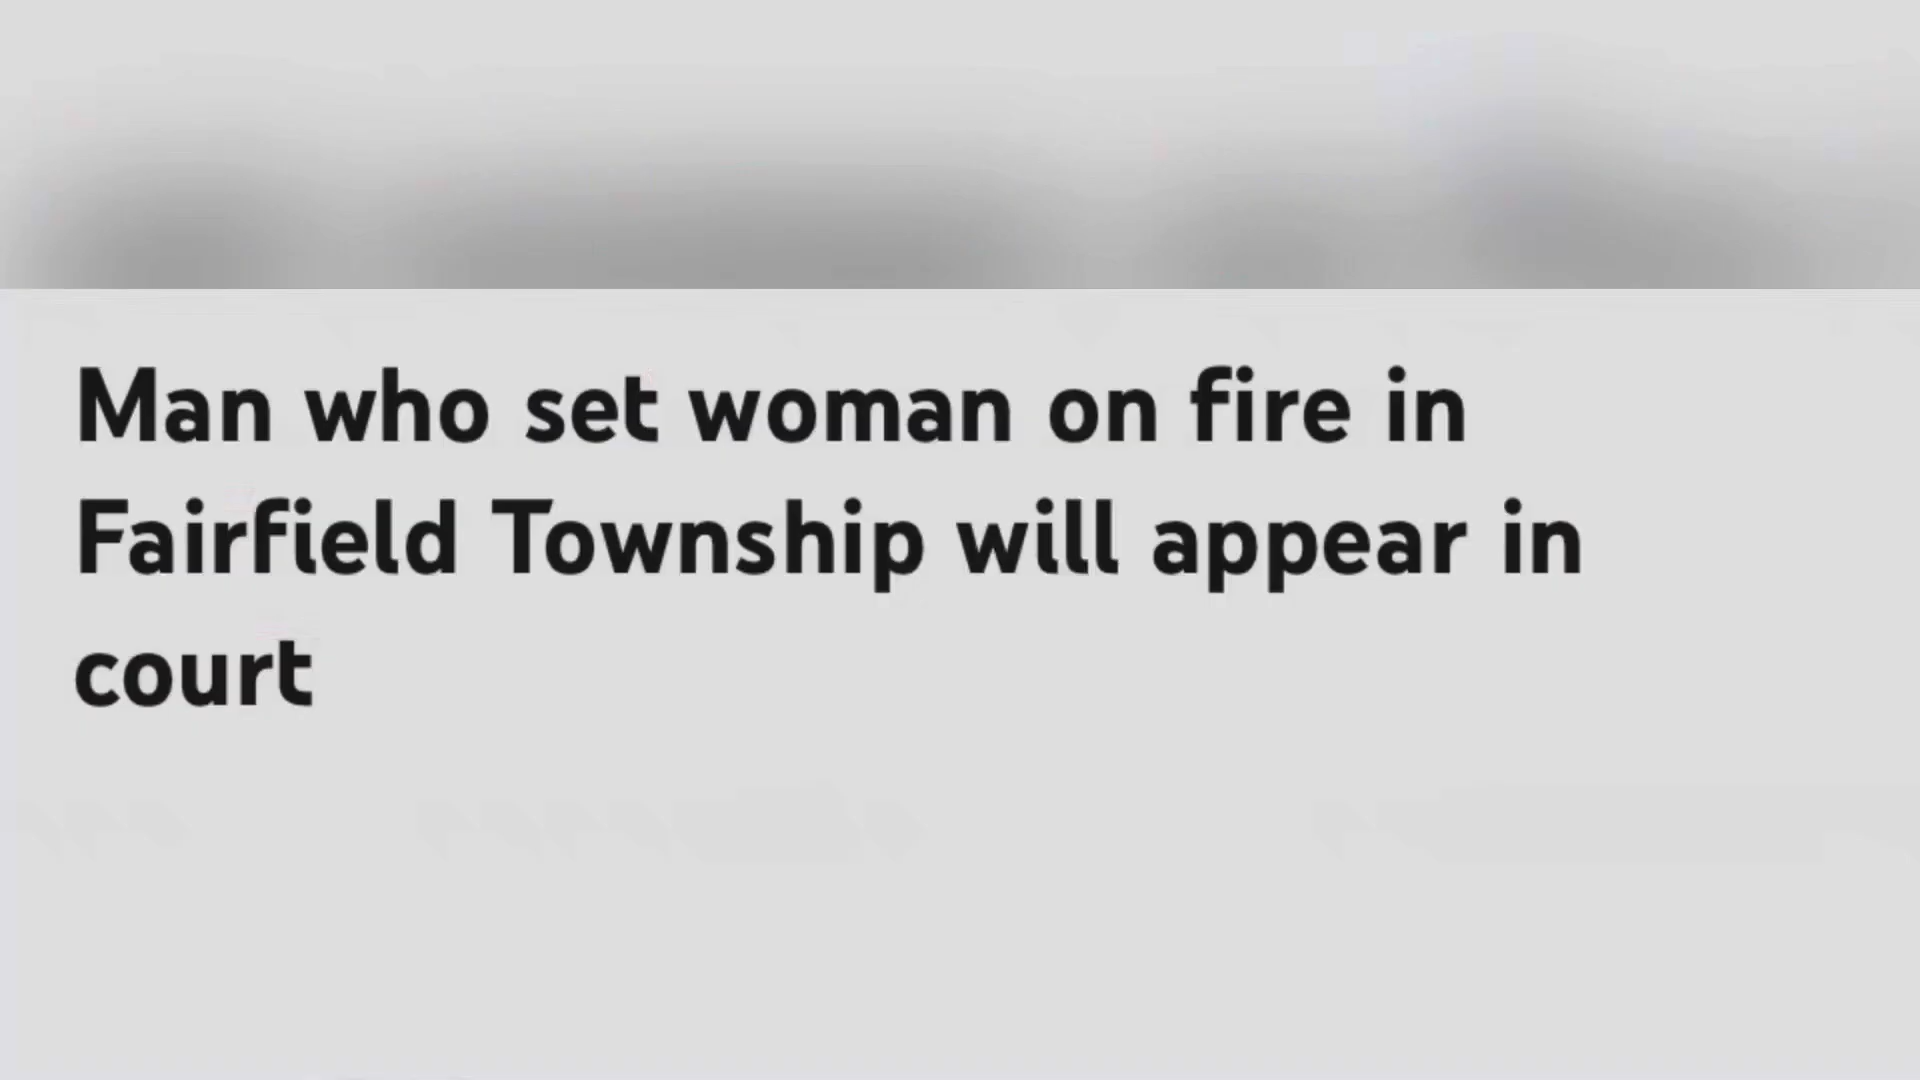 Man who set woman on fire in
Fairfield Township will appear in
court